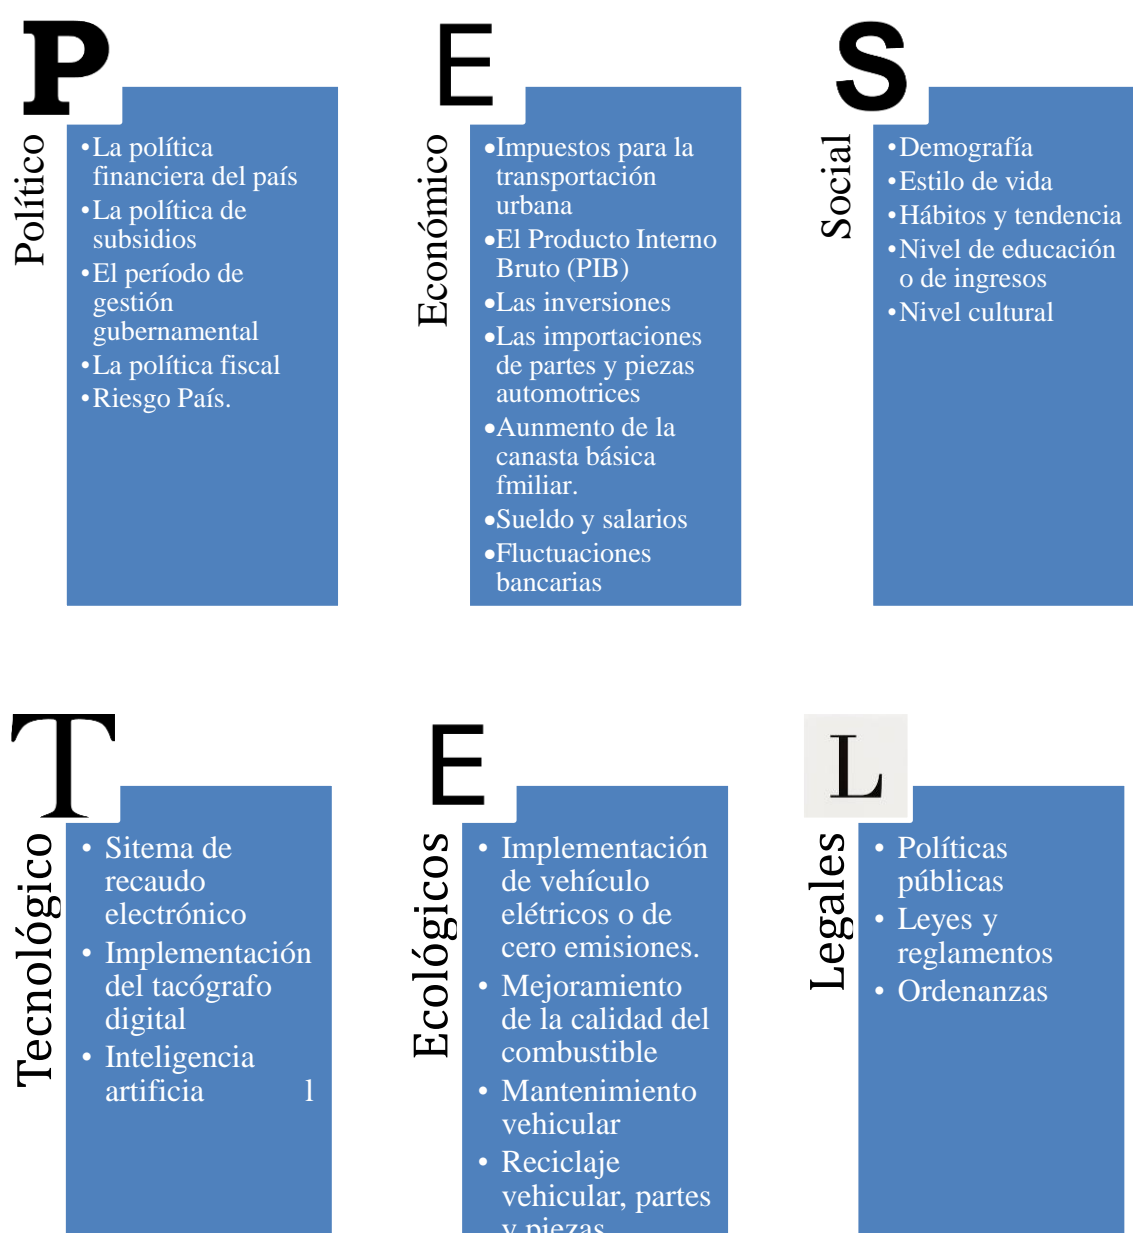 P
Político
•La política
financiera del país
•La política de
subsidios
•El período de
gestión
gubernamental
•La política fiscal
•Riesgo País.
E
Económico
•Impuestos para la
transportación
urbana
•El Producto Interno
Bruto (PIB)
•Las inversiones
•Las importaciones
de partes y piezas
automotrices
•Aunmento de la
canasta básica
fmiliar.
•Sueldo y salarios
•Fluctuaciones
bancarias
S
Social
•Demografía
•Estilo de vida
•Hábitos y tendencia
•Nivel de educación
o de ingresos
•Nivel cultural
T
Tecnológico
• Sitema de
recaudo
electrónico
• Implementación
del tacógrafo
digital
• Inteligencia
artificia l
E
Ecológicos
• Implementación
de vehículo
elétricos o de
cero emisiones.
• Mejoramiento
de la calidad del
combustible
• Mantenimiento
vehicular
• Reciclaje
vehicular, partes
y piezas
L
Legales
• Políticas
públicas
• Leyes y
reglamentos
• Ordenanzas